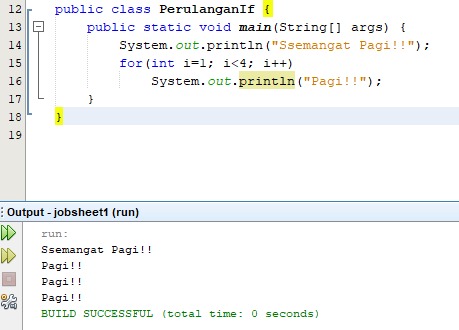 12 public class PerulanganIf {
13 public static void main(String[] args) {
14 System.out.println("Ssemangat Pagi!!");
15 for(int i=1; i<4; i++)
16 System.out.println("Pagi!!");
17 }
18 }
19
Output - jobsheet1 (run)
run:
Ssemangat Pagi!!
Pagi!!
Pagi!!
Pagi!!
BUILD SUCCESSFUL (total time: 0 seconds)